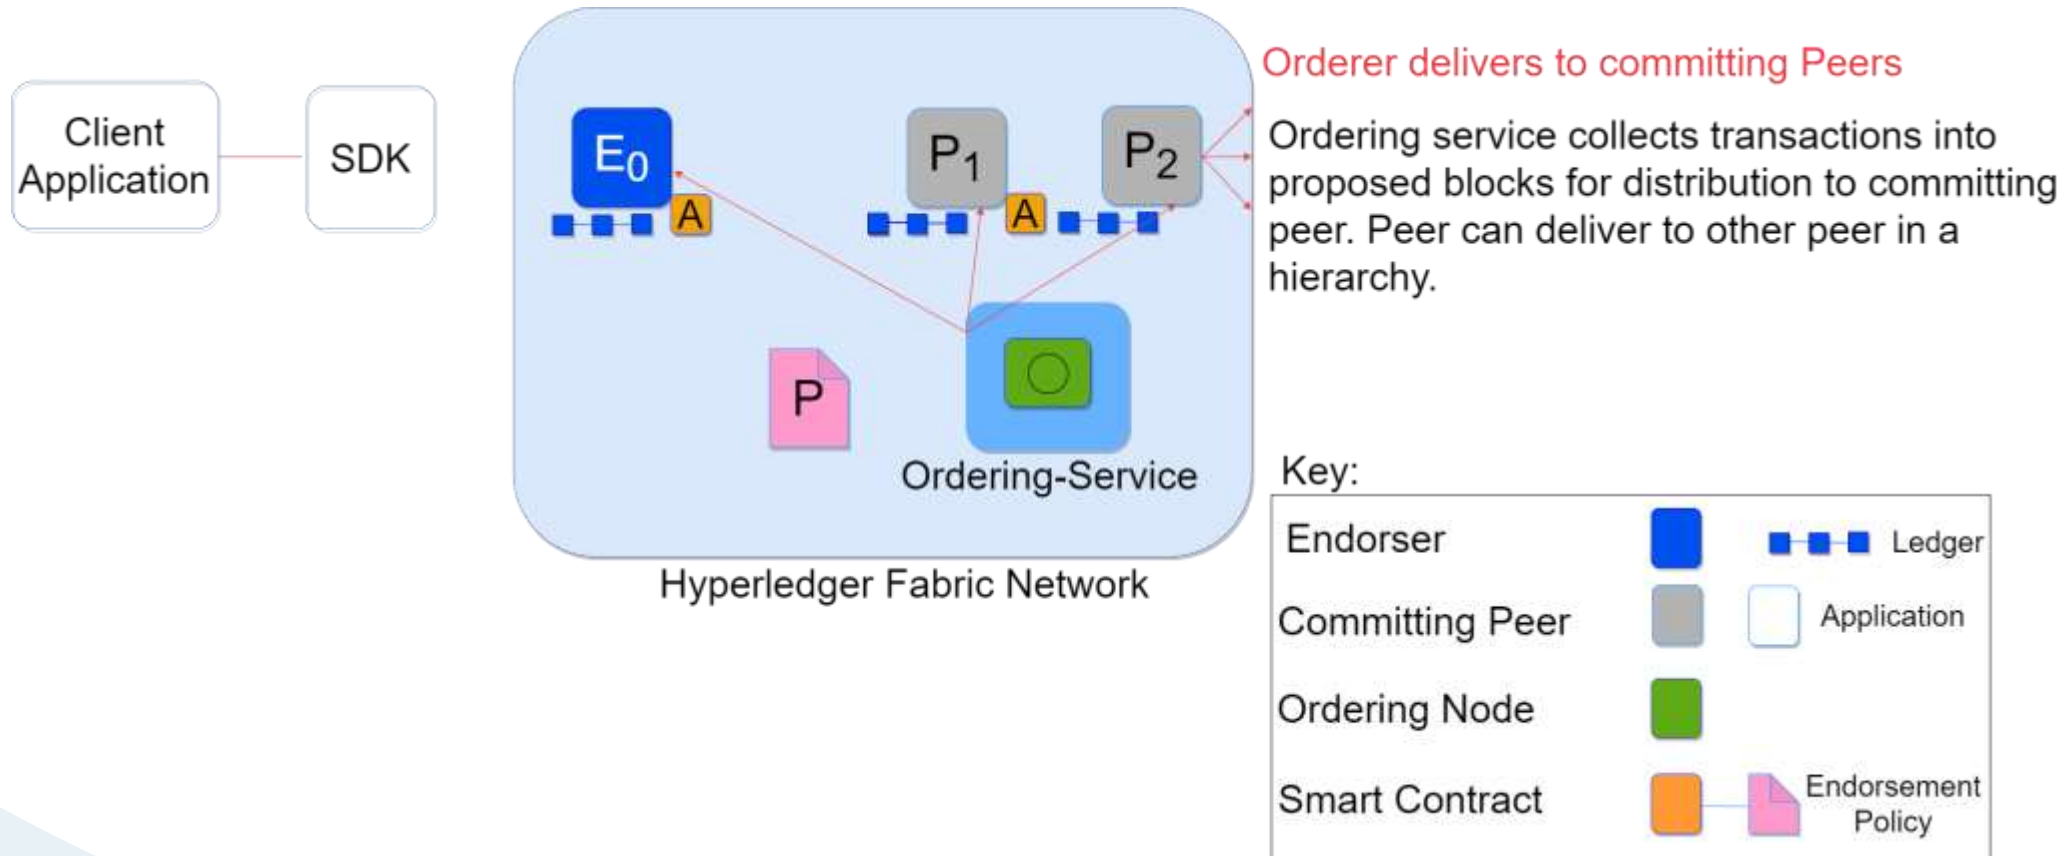 Client
Application
SDK
E0
A
P1
A
P2
P
Ordering-Service
Hyperledger Fabric Network
Orderer delivers to committing Peers
Ordering service collects transactions into
proposed blocks for distribution to committing
peer. Peer can deliver to other peer in a
hierarchy.
Key:
Endorser
Ledger
Committing Peer
Application
Ordering Node
Smart Contract
Endorsement
Policy